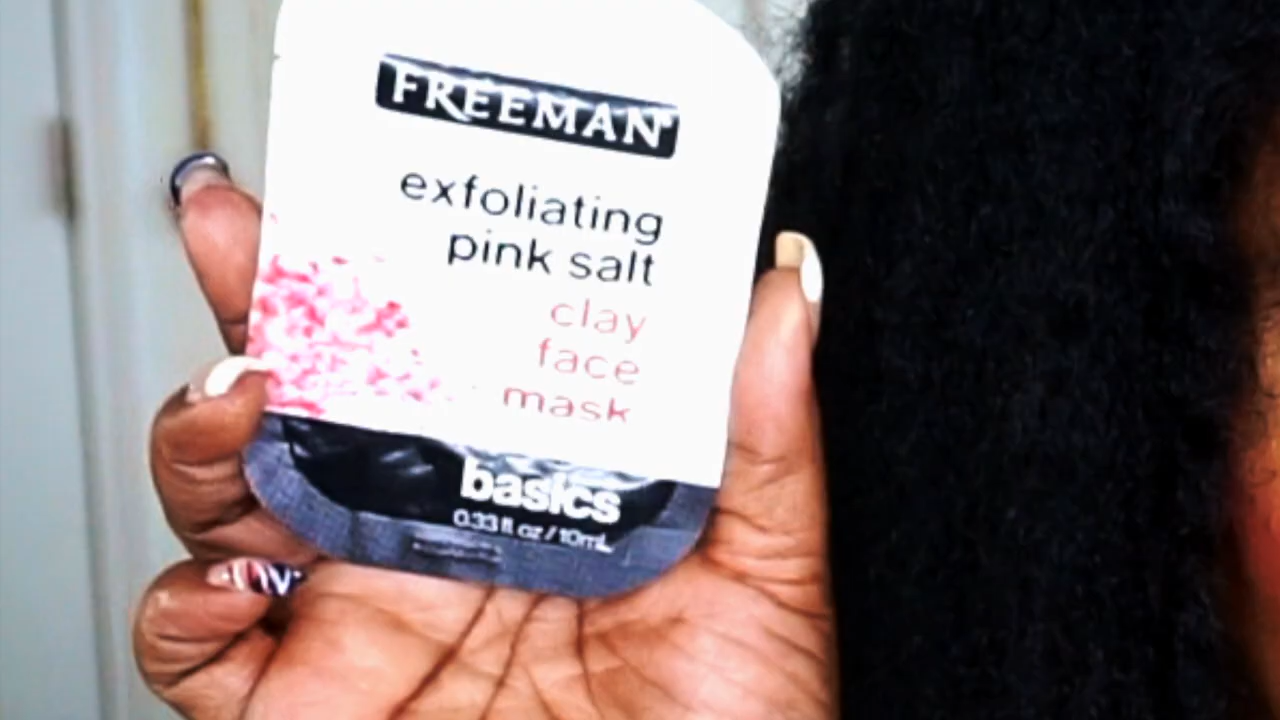 FREEMAN®
exfoliating
pink salt
clay
face
mask
basics
0.33 fl oz / 10mL